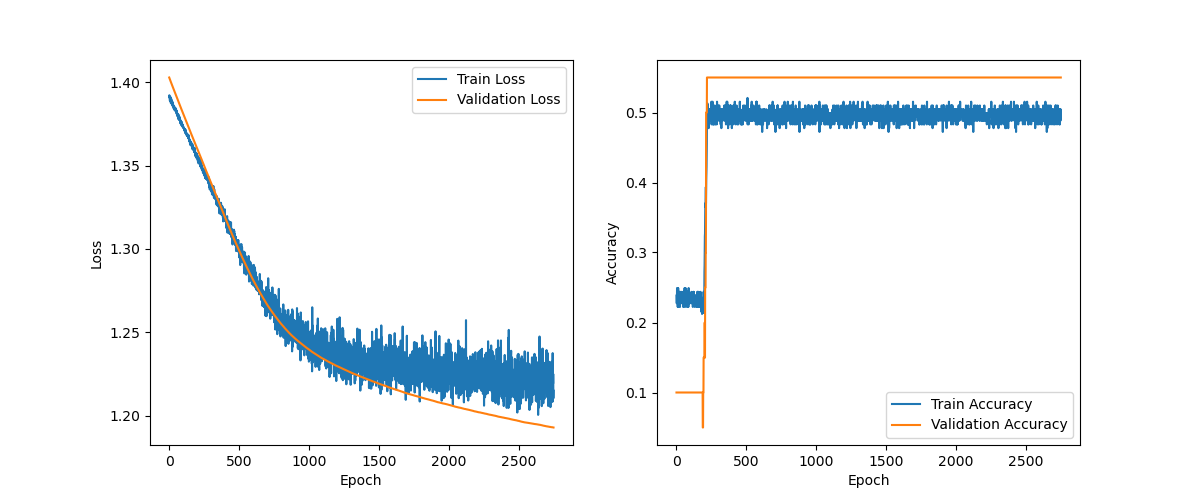 1.40
1.35
1.30
1.25
1.20
Loss
0
500
1000
1500
2000
2500
Epoch
Train Loss
Validation Loss
0.5
0.4
0.3
0.2
0.1
Accuracy
0
500
1000
1500
2000
2500
Epoch
Train Accuracy
Validation Accuracy